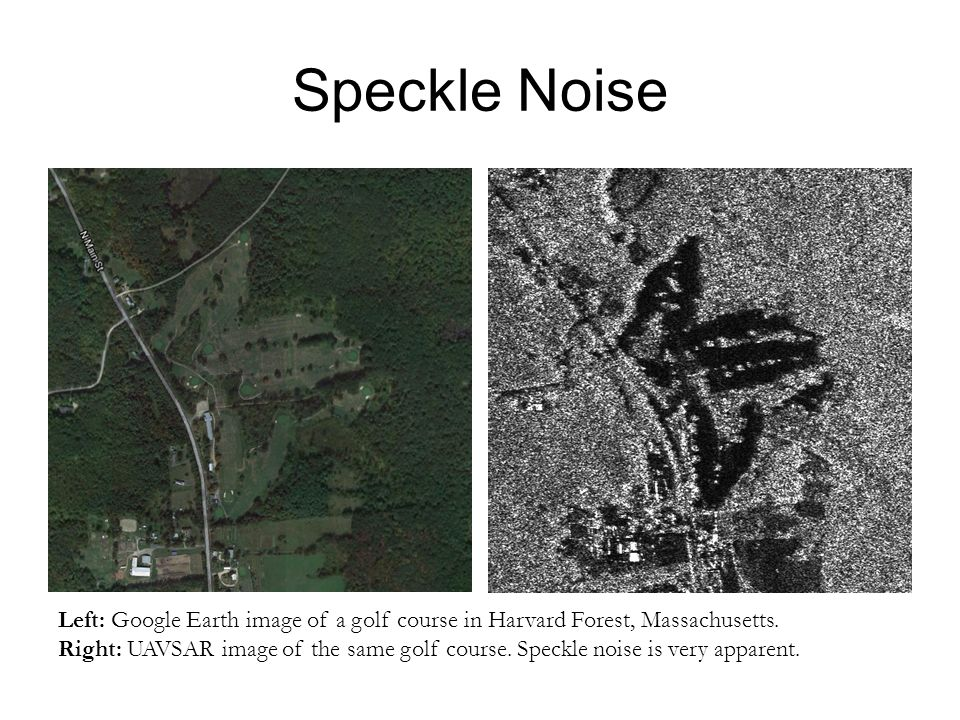 Speckle Noise
N Main St
Left: Google Earth image of a golf course in Harvard Forest, Massachusetts.
Right: UAVSAR image of the same golf course. Speckle noise is very apparent.